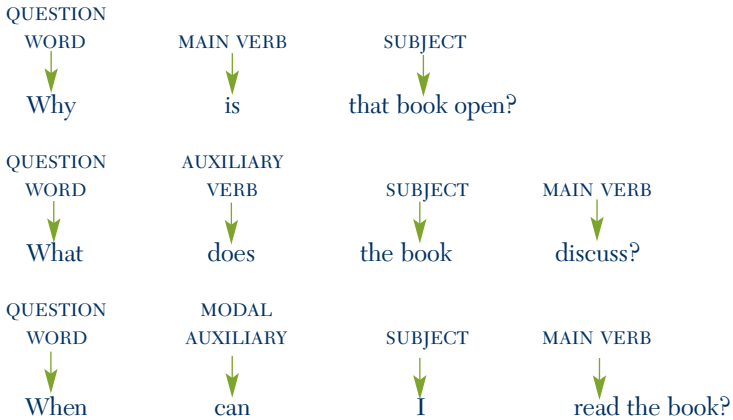 QUESTION
WORD MAIN VERB SUBJECT
Why is that book open?
QUESTION AUXILIARY
WORD VERB SUBJECT MAIN VERB
What does the book discuss?
QUESTION MODAL
WORD AUXILIARY SUBJECT MAIN VERB
When can I read the book?